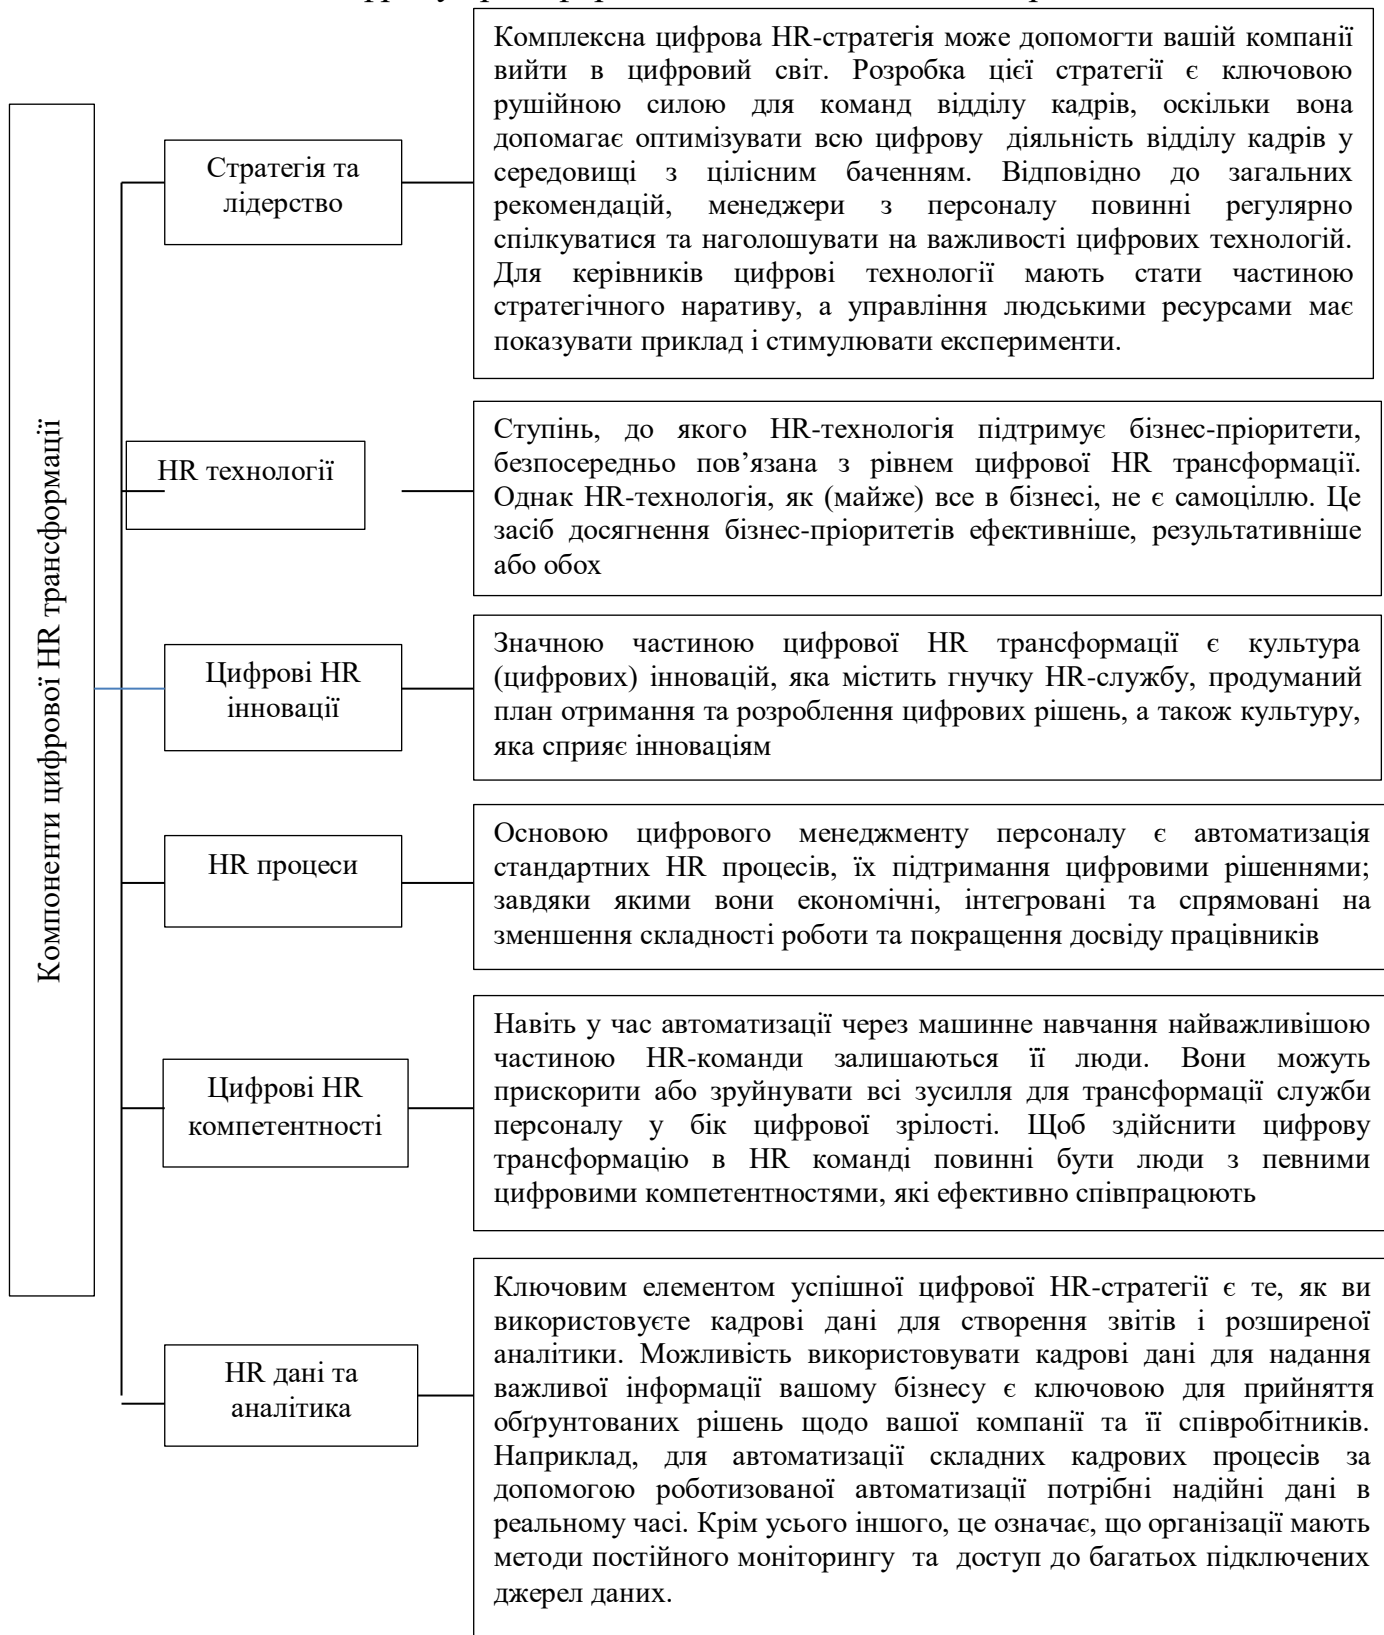 Компоненти цифрової HR трансформації
Стратегія та
лідерство
Комплексна цифрова HR-стратегія може допомогти вашій компанії
вийти в цифровий світ. Розробка цієї стратегії є ключовою
рушійною силою для команд відділу кадрів, оскільки вона
допомагає оптимізувати всю цифрову діяльність відділу кадрів у
середовищі з цілісним баченням. Відповідно до загальних
рекомендацій, менеджери з персоналу повинні регулярно
спілкуватися та наголошувати на важливості цифрових технологій.
Для керівників цифрові технології мають стати частиною
стратегічного наративу, а управління людськими ресурсами має
показувати приклад і стимулювати експерименти.
HR технології
Ступінь, до якого HR-технологія підтримує бізнес-пріоритети,
безпосередньо пов’язана з рівнем цифрової HR трансформації.
Однак HR-технологія, як (майже) все в бізнесі, не є самоціллю. Це
засіб досягнення бізнес-пріоритетів ефективніше, результативніше
або обох
Цифрові HR
інновації
Значною частиною цифрової HR трансформації є культура
(цифрових) інновацій, яка містить гнучку HR-службу, продуманий
план отримання та розроблення цифрових рішень, а також культуру,
яка сприяє інноваціям
HR процеси
Основою цифрового менеджменту персоналу є автоматизація
стандартних HR процесів, їх підтримання цифровими рішеннями;
завдяки якими вони економічні, інтегровані та спрямовані на
зменшення складності роботи та покращення досвіду працівників
Цифрові HR
компетентності
Навіть у час автоматизації через машинне навчання найважливішою
частиною HR-команди залишаються її люди. Вони можуть
прискорити або зруйнувати всі зусилля для трансформації служби
персоналу у бік цифрової зрілості. Щоб здійснити цифрову
трансформацію в HR команді повинні бути люди з певними
цифровими компетентностями, які ефективно співпрацюють
HR дані та
аналітика
Ключовим елементом успішної цифрової HR-стратегії є те, як ви
використовуєте кадрові дані для створення звітів і розширеної
аналітики. Можливість використовувати кадрові дані для надання
важливої інформації вашому бізнесу є ключовою для прийняття
обґрунтованих рішень щодо вашої компанії та її співробітників.
Наприклад, для автоматизації складних кадрових процесів за
допомогою роботизованої автоматизації потрібні надійні дані в
реальному часі. Крім усього іншого, це означає, що організації мають
методи постійного моніторингу та доступ до багатьох підключених
джерел даних.